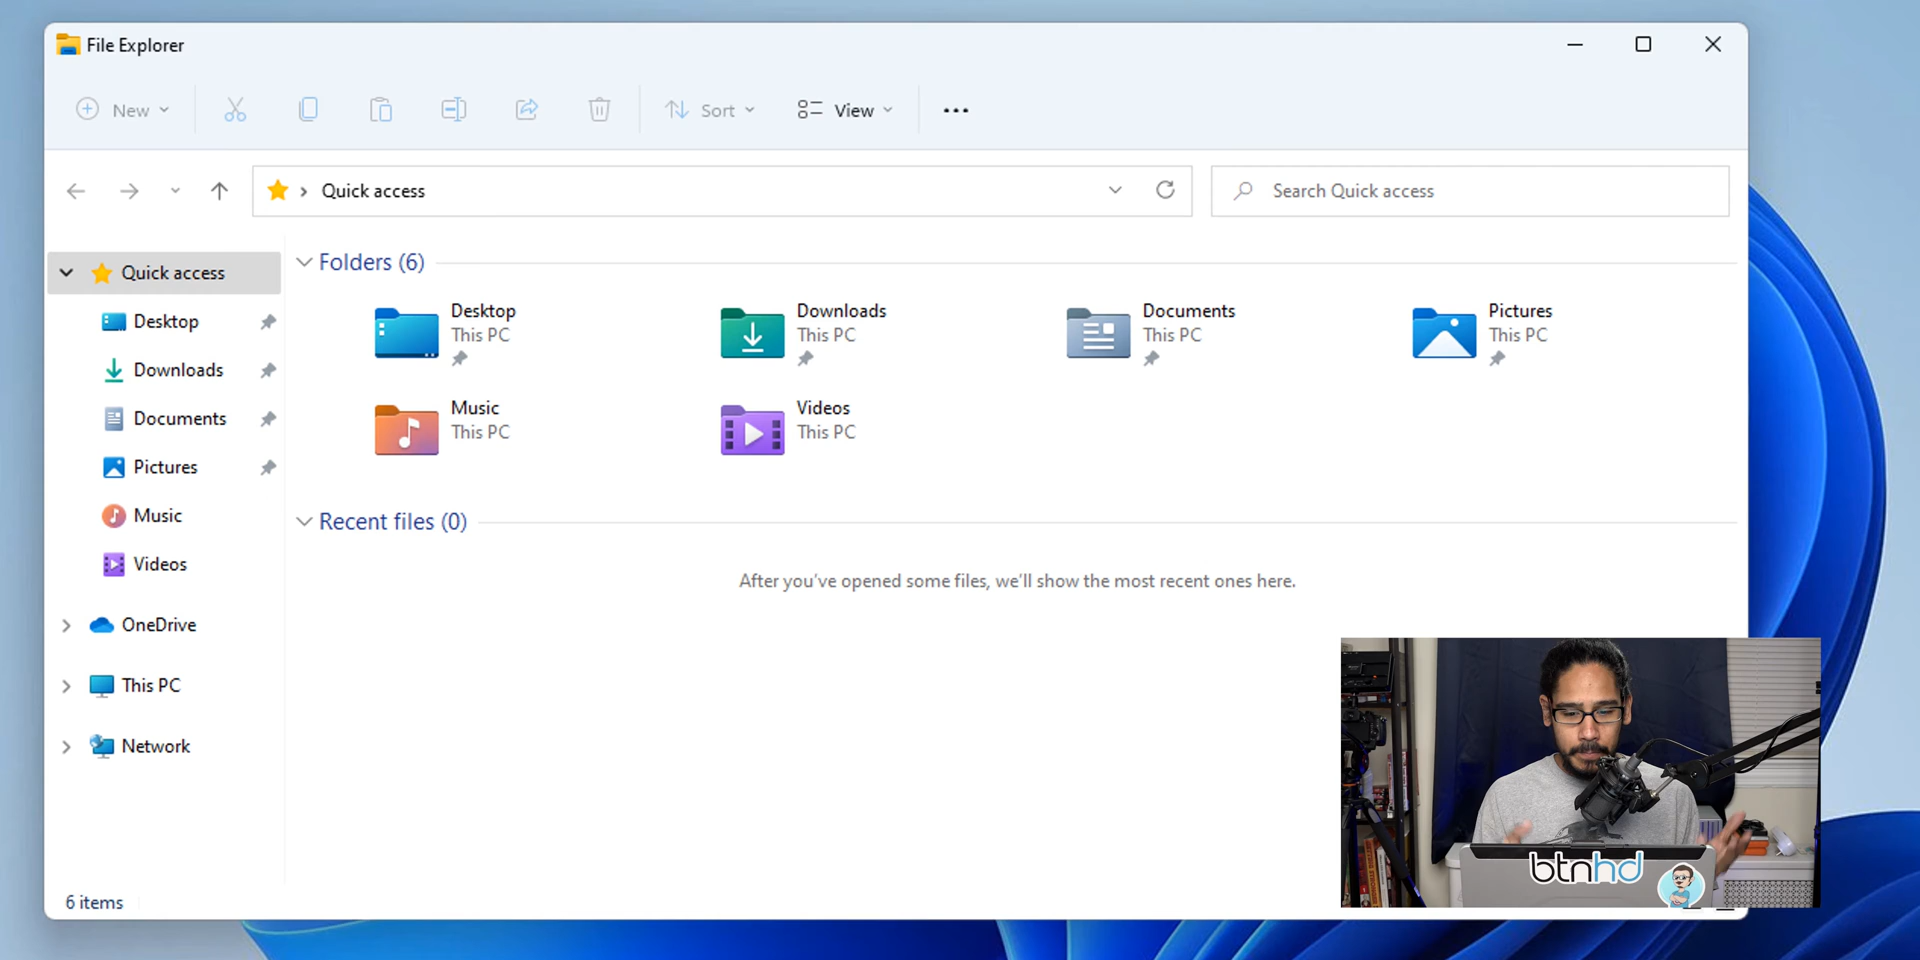 File Explorer
New
Sort
View
Quick access
Search Quick access
Quick access
Desktop
Downloads
Documents
Pictures
Music
Videos
OneDrive
This PC
Network
Folders (6)
Desktop
This PC
Downloads
This PC
Documents
This PC
Pictures
This PC
Music
This PC
Videos
This PC
Recent files (0)
After you've opened some files, we'll show the most recent ones here.
6 items
btnhd